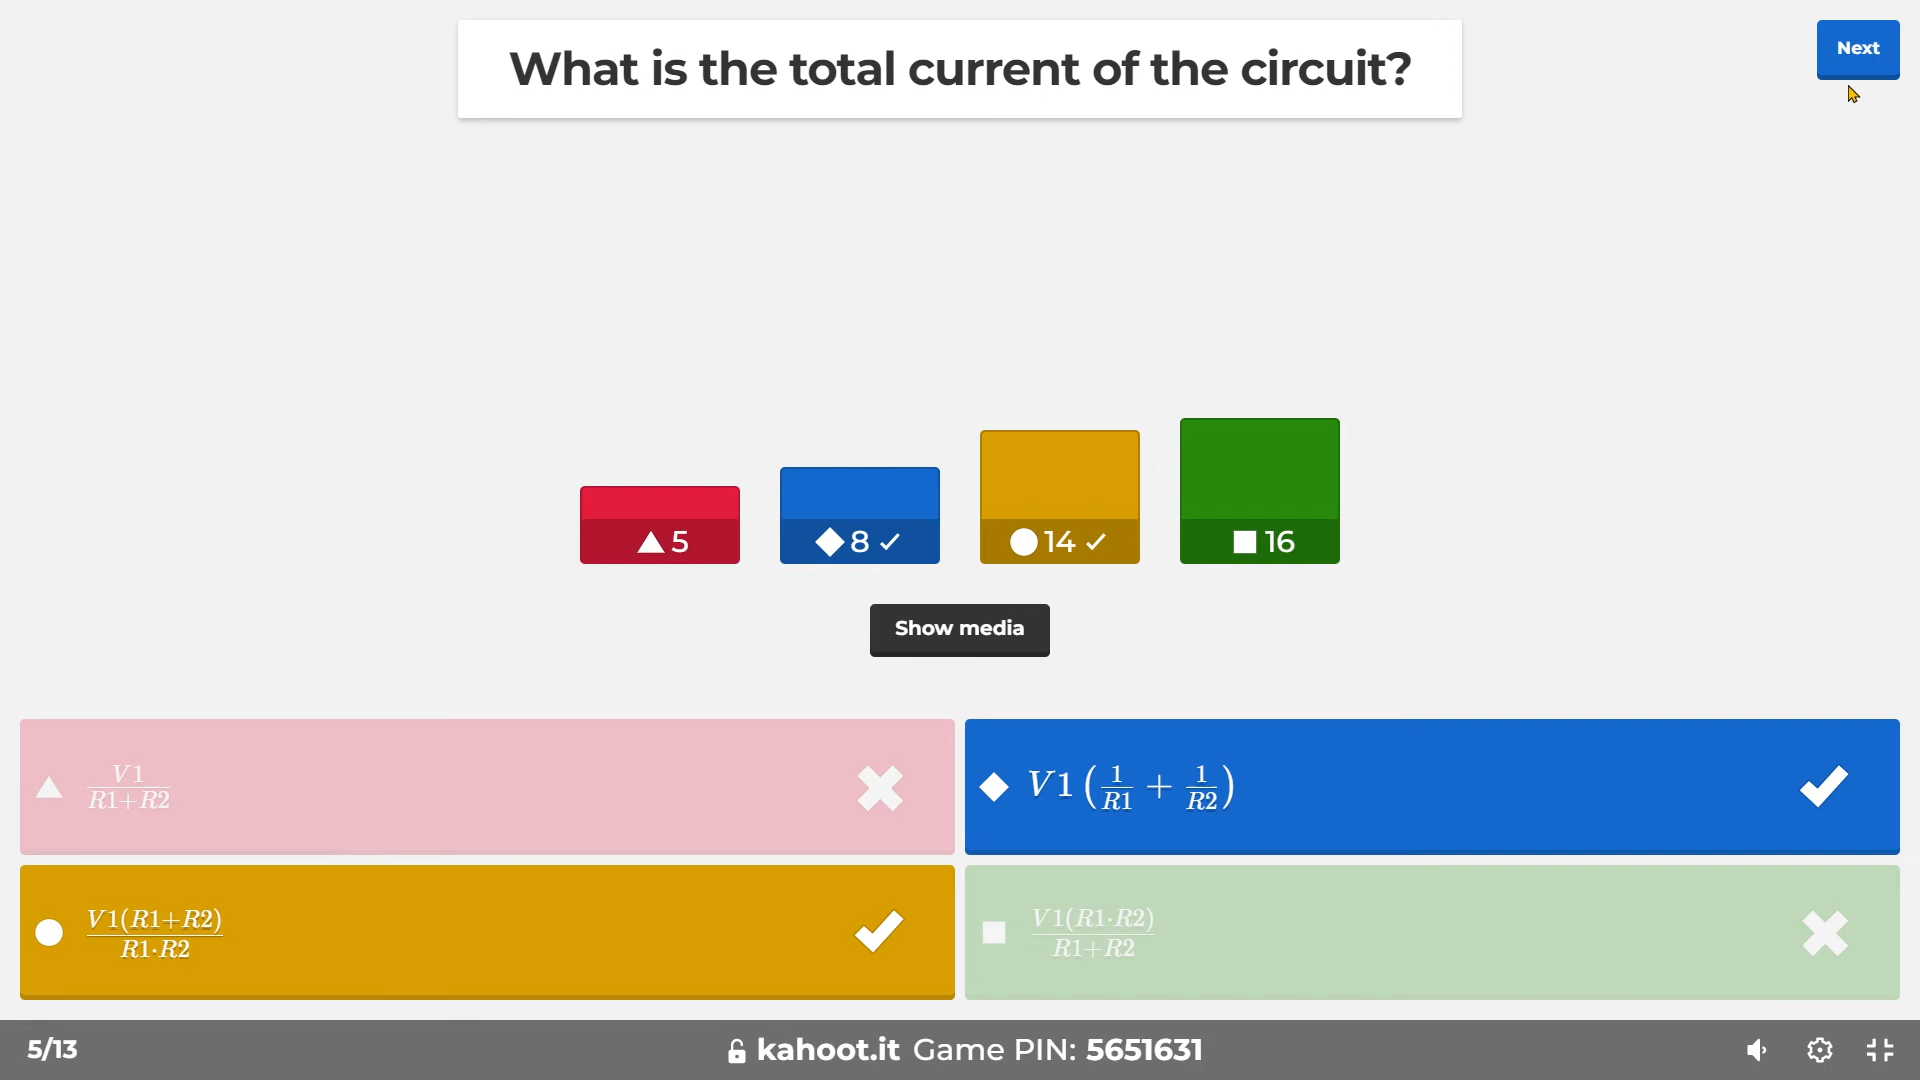 What is the total current of the circuit?
Next
5
8
14
16
Show media
V1/(R1+R2)
V1(1/R1 + 1/R2)
V1(R1+R2)/(R1·R2)
V1(R1·R2)/(R1+R2)
5/13
kahoot.it Game PIN: 5651631